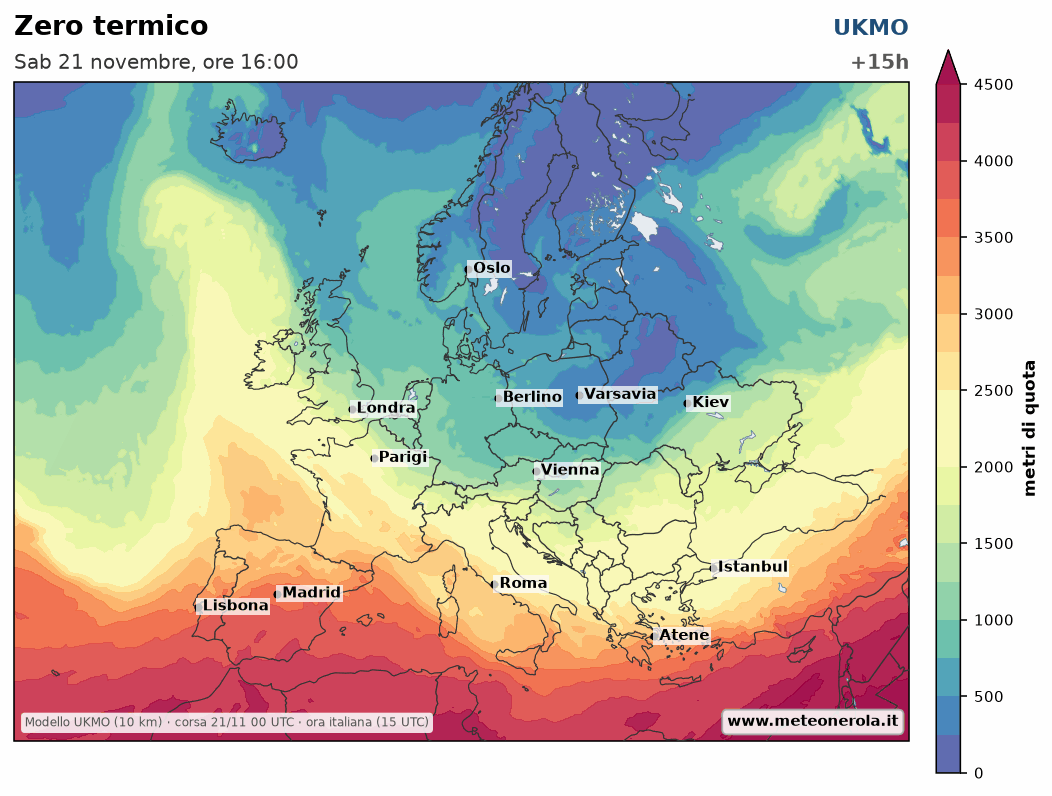 Zero termico
UKMO
Sab 21 novembre, ore 16:00
+15h
Oslo
Londra
Berlino
Varsavia
Kiev
Parigi
Vienna
Roma
Istanbul
Madrid
Lisbona
Atene
Modello UKMO (10 km) · corsa 21/11 00 UTC · ora italiana (15 UTC)
www.meteonerola.it
4500
4000
3500
3000
2500
2000
1500
1000
500
0
metri di quota